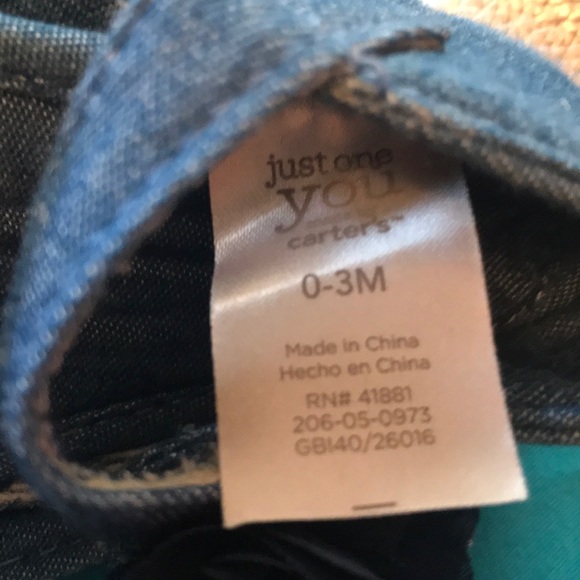 just one
you
carter's™
0-3M
Made in China
Hecho en China
RN# 41881
206-05-0973
GBI40/26016